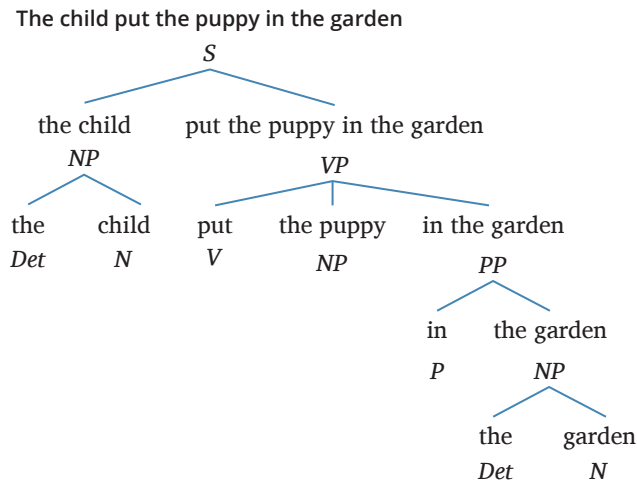 The child put the puppy in the garden
S
the child put the puppy in the garden
NP VP
the child put the puppy in the garden
Det N V NP PP
in the garden
P NP
the garden
Det N